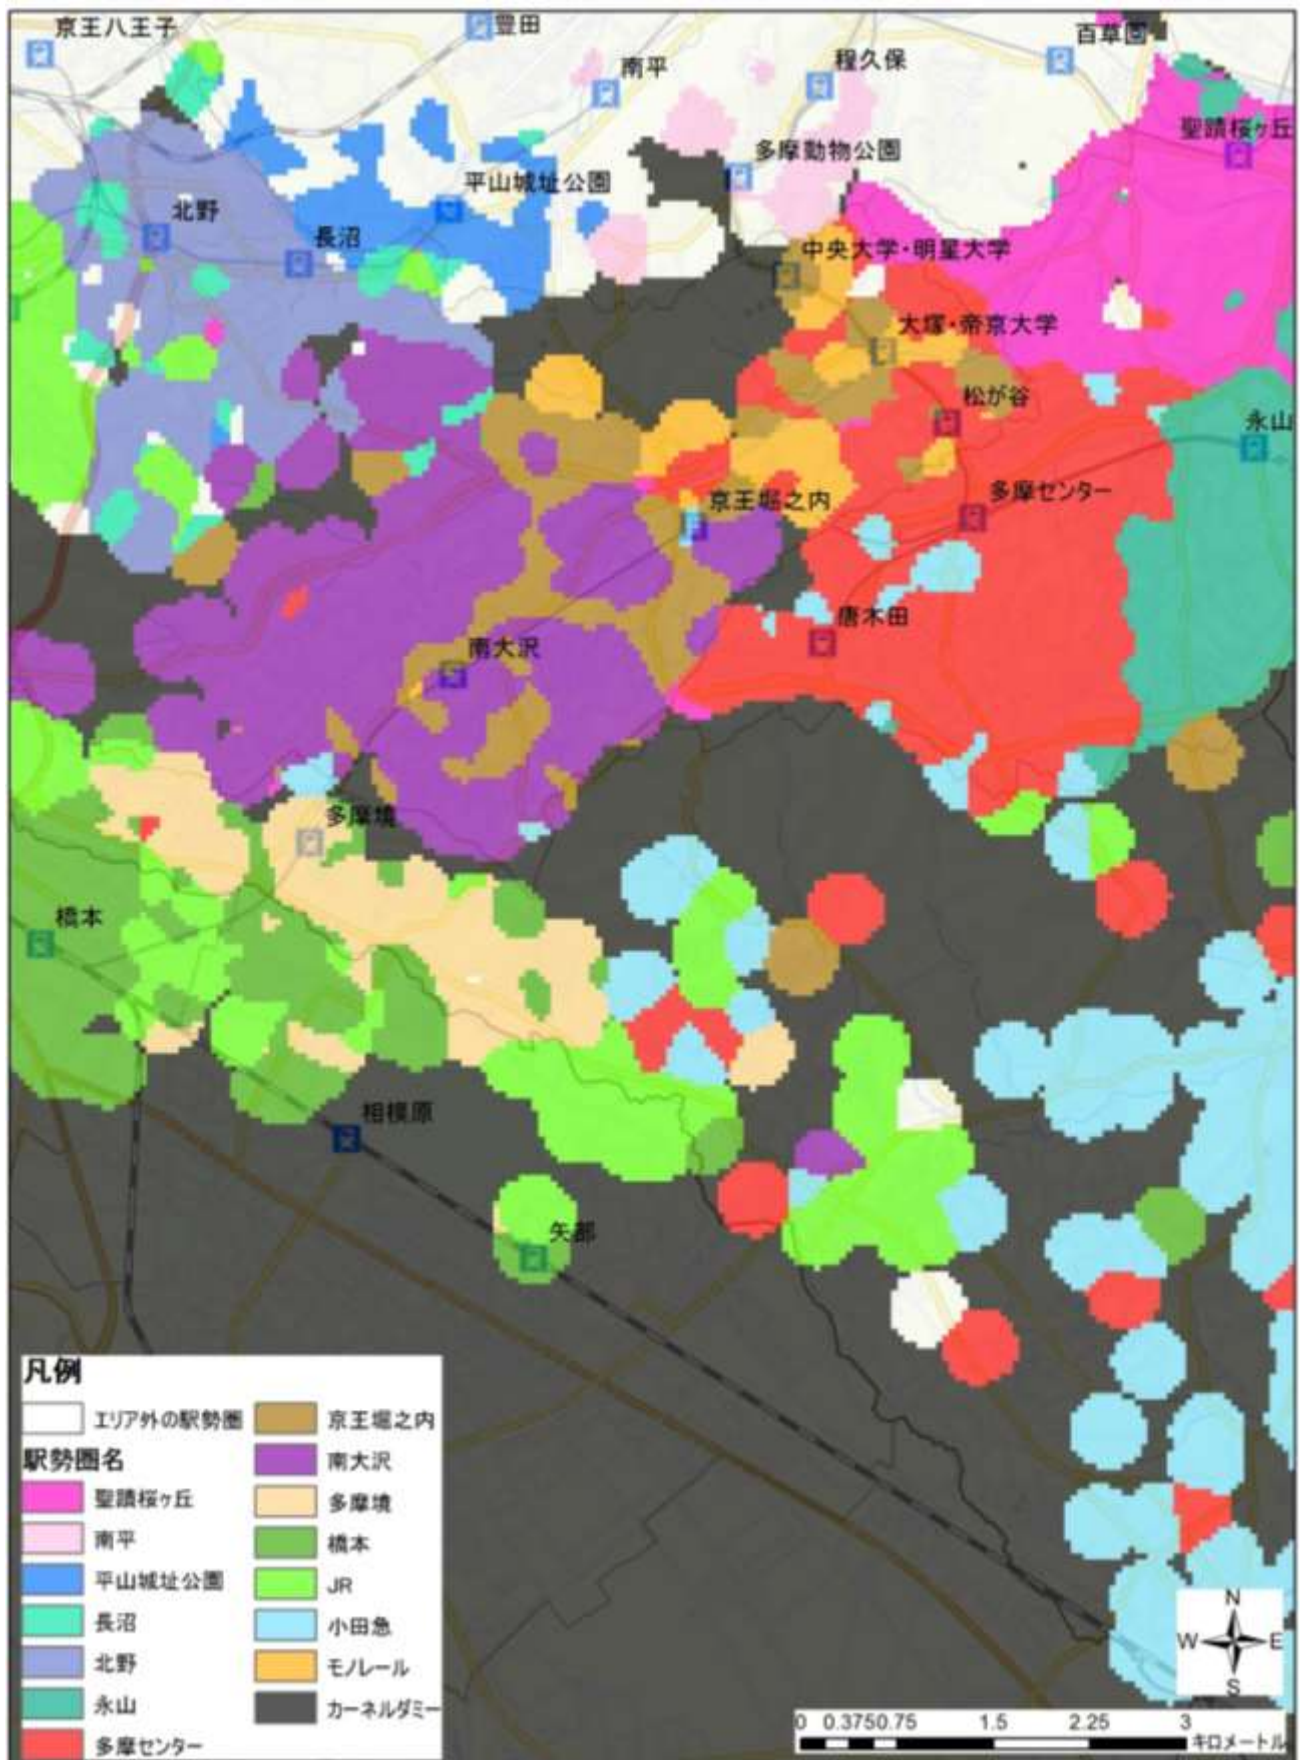 京王八王子
豊田
南平
程久保
百草園
聖蹟桜ヶ丘
多摩動物公園
平山城址公園
北野
長沼
中央大学・明星大学
大塚・帝京大学
松が谷
永山
多摩センター
京王堀之内
唐木田
南大沢
多摩境
橋本
相模原
矢部
凡例
エリア外の駅勢圏
駅勢圏名
聖蹟桜ヶ丘
南平
平山城址公園
長沼
北野
永山
多摩センター
京王堀之内
南大沢
多摩境
橋本
JR
小田急
モノレール
カーネルダミー
N
W E
S
0 0.3750.75 1.5 2.25 3
キロメートル